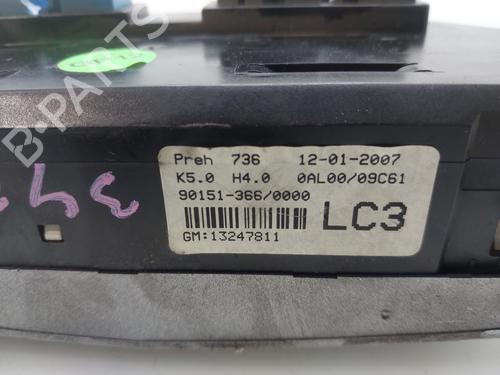 Preh 736 12-01-2007
K5.0 H4.0 0AL00/09C61
90151-366/0000
LC3
GM:13247811
B-PARTS